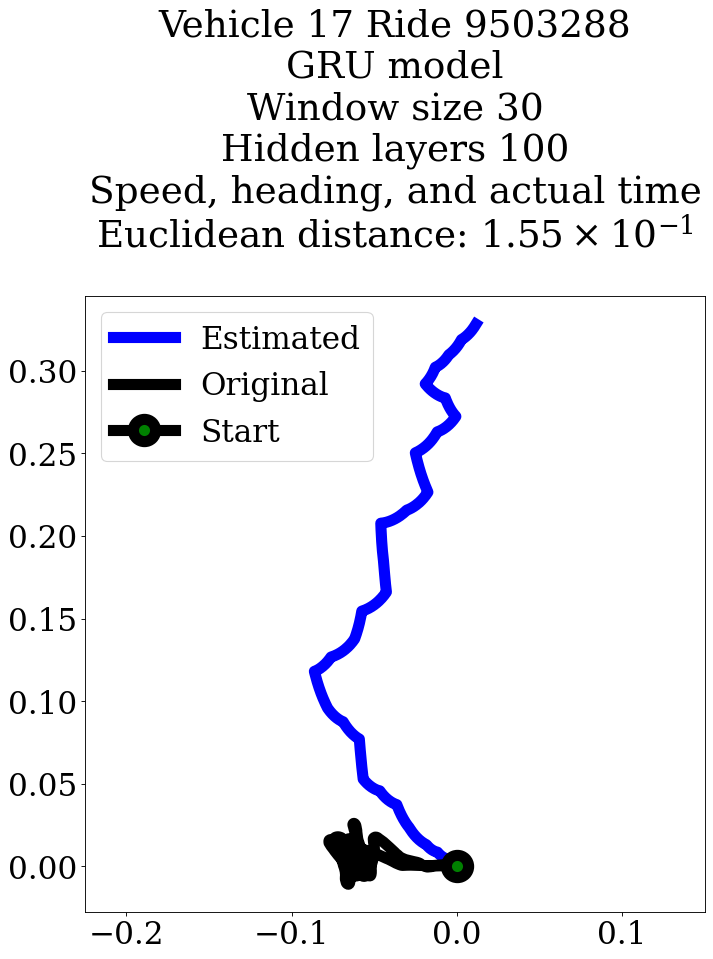 Vehicle 17 Ride 9503288
GRU model
Window size 30
Hidden layers 100
Speed, heading, and actual time
Euclidean distance: 1.55 × 10⁻¹
Estimated
Original
Start
0.30
0.25
0.20
0.15
0.10
0.05
0.00
−0.2
−0.1
0.0
0.1